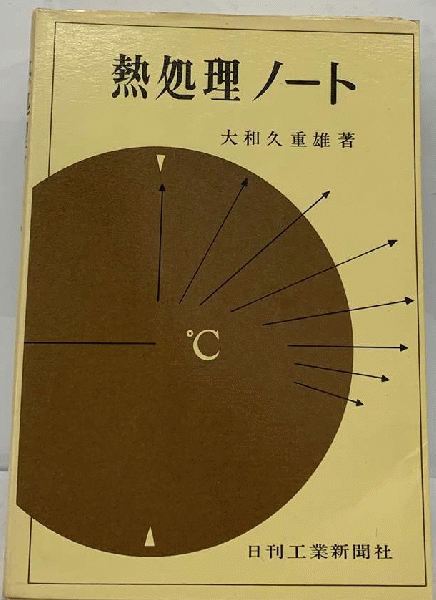 熱処理ノート
大和久重雄著
℃
日刊工業新聞社